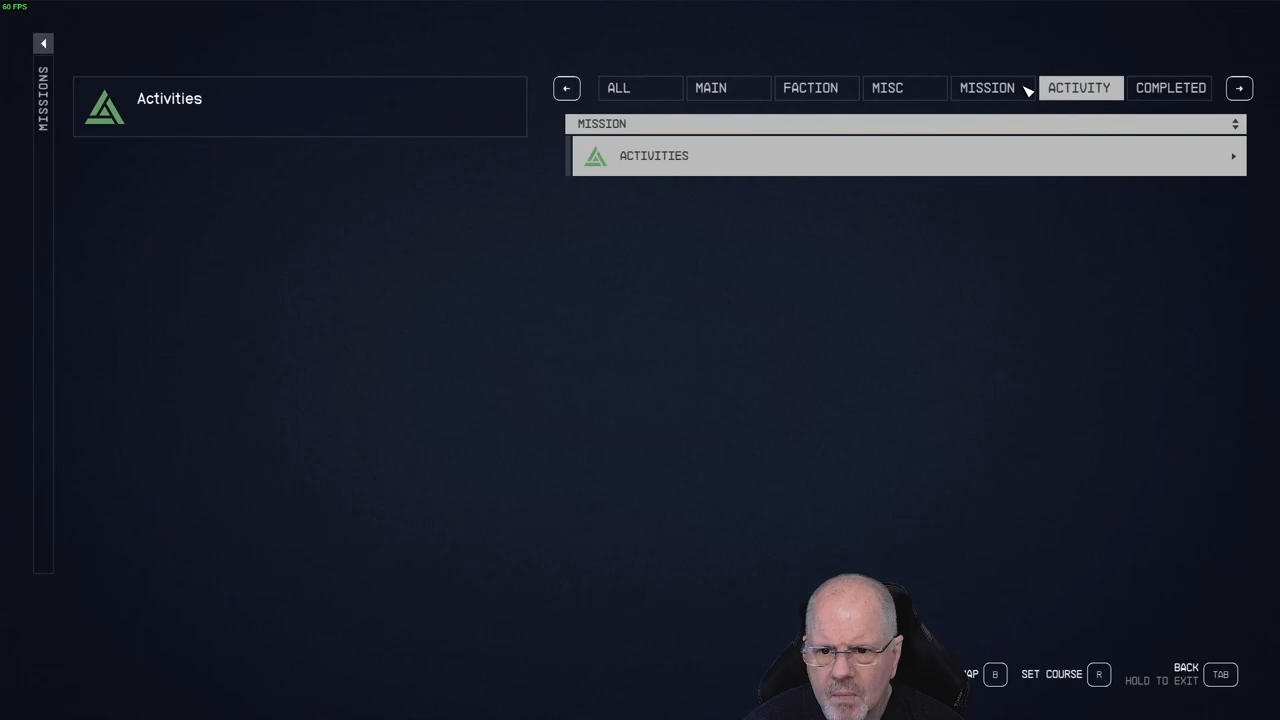 60 FPS
MISSIONS
Activities
ALL MAIN FACTION MISC MISSION ACTIVITY COMPLETED
MISSION
ACTIVITIES
B SET COURSE R BACK TAB
HOLD TO EXIT